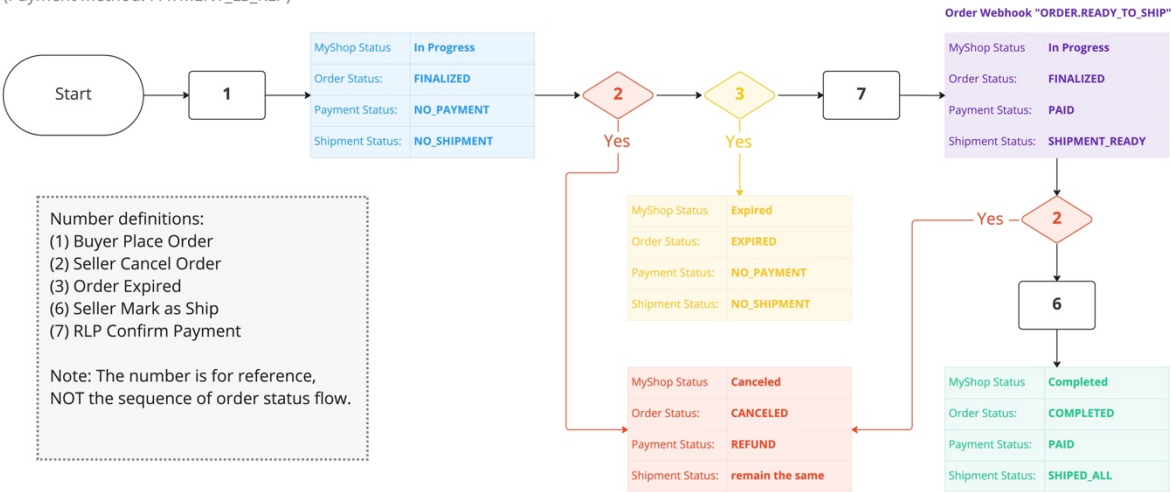 Order Webhook "ORDER.READY_TO_SHIP"
Start
1
MyShop Status In Progress
Order Status: FINALIZED
Payment Status: NO_PAYMENT
Shipment Status: NO_SHIPMENT
2
Yes
3
Yes
7
MyShop Status In Progress
Order Status: FINALIZED
Payment Status: PAID
Shipment Status: SHIPMENT_READY
Number definitions:
(1) Buyer Place Order
(2) Seller Cancel Order
(3) Order Expired
(6) Seller Mark as Ship
(7) RLP Confirm Payment
Note: The number is for reference,
NOT the sequence of order status flow.
MyShop Status Expired
Order Status: EXPIRED
Payment Status: NO_PAYMENT
Shipment Status: NO_SHIPMENT
Yes
2
6
MyShop Status Canceled
Order Status: CANCELED
Payment Status: REFUND
Shipment Status: remain the same
MyShop Status Completed
Order Status: COMPLETED
Payment Status: PAID
Shipment Status: SHIPED_ALL